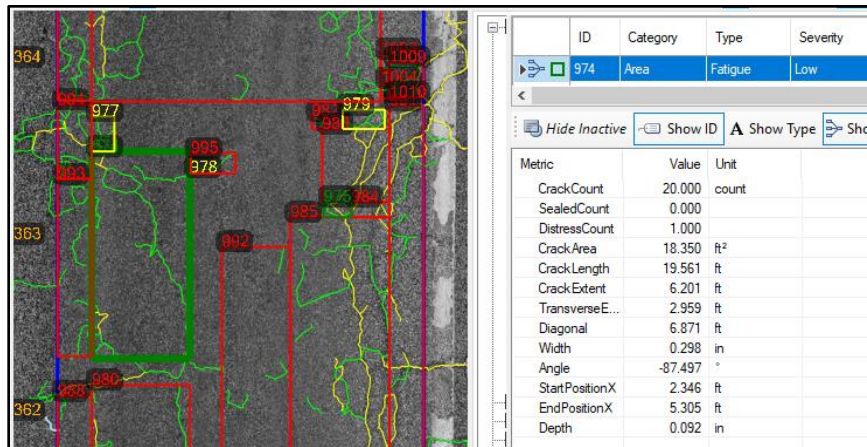 364
363
362
977
979
1009
1004
1010
995
978
993
985
984
992
988
980
ID Category Type Severity
974 Area Fatigue Low
Hide Inactive Show ID A Show Type Sho
Metric Value Unit
CrackCount 20.000 count
SealedCount 0.000
DistressCount 1.000
CrackArea 18.350 ft²
CrackLength 19.561 ft
CrackExtent 6.201 ft
TransverseE... 2.959 ft
Diagonal 6.871 ft
Width 0.298 in
Angle -87.497 °
StartPositionX 2.346 ft
EndPositionX 5.305 ft
Depth 0.092 in